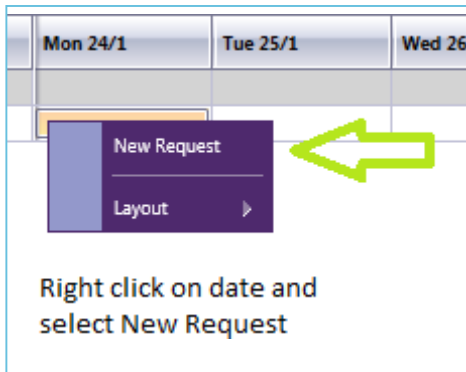 Mon 24/1 Tue 25/1 Wed 26
New Request
Layout
Right click on date and
select New Request